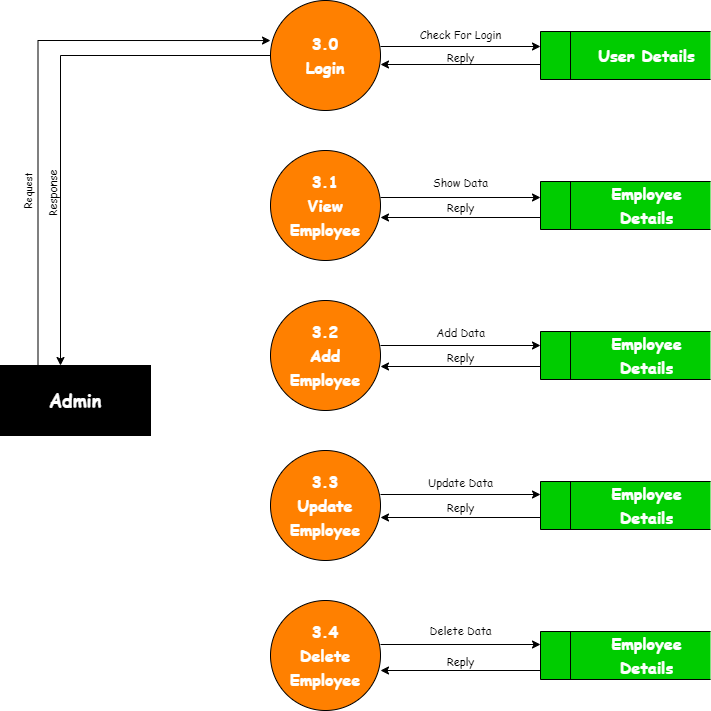 3.0
Login
Check For Login
Reply
User Details
Request
Response
3.1
View
Employee
Show Data
Reply
Employee
Details
3.2
Add
Employee
Add Data
Reply
Employee
Details
Admin
3.3
Update
Employee
Update Data
Reply
Employee
Details
3.4
Delete
Employee
Delete Data
Reply
Employee
Details